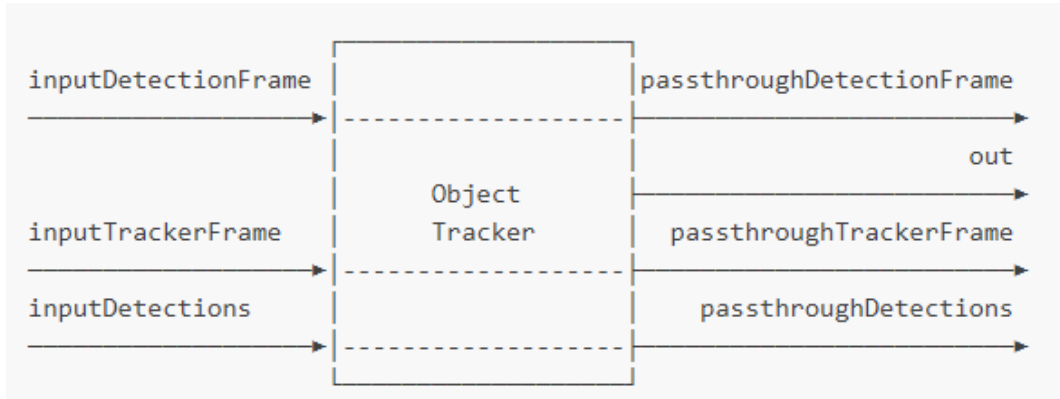 inputDetectionFrame
passthroughDetectionFrame
out
Object
Tracker
inputTrackerFrame
passthroughTrackerFrame
inputDetections
passthroughDetections